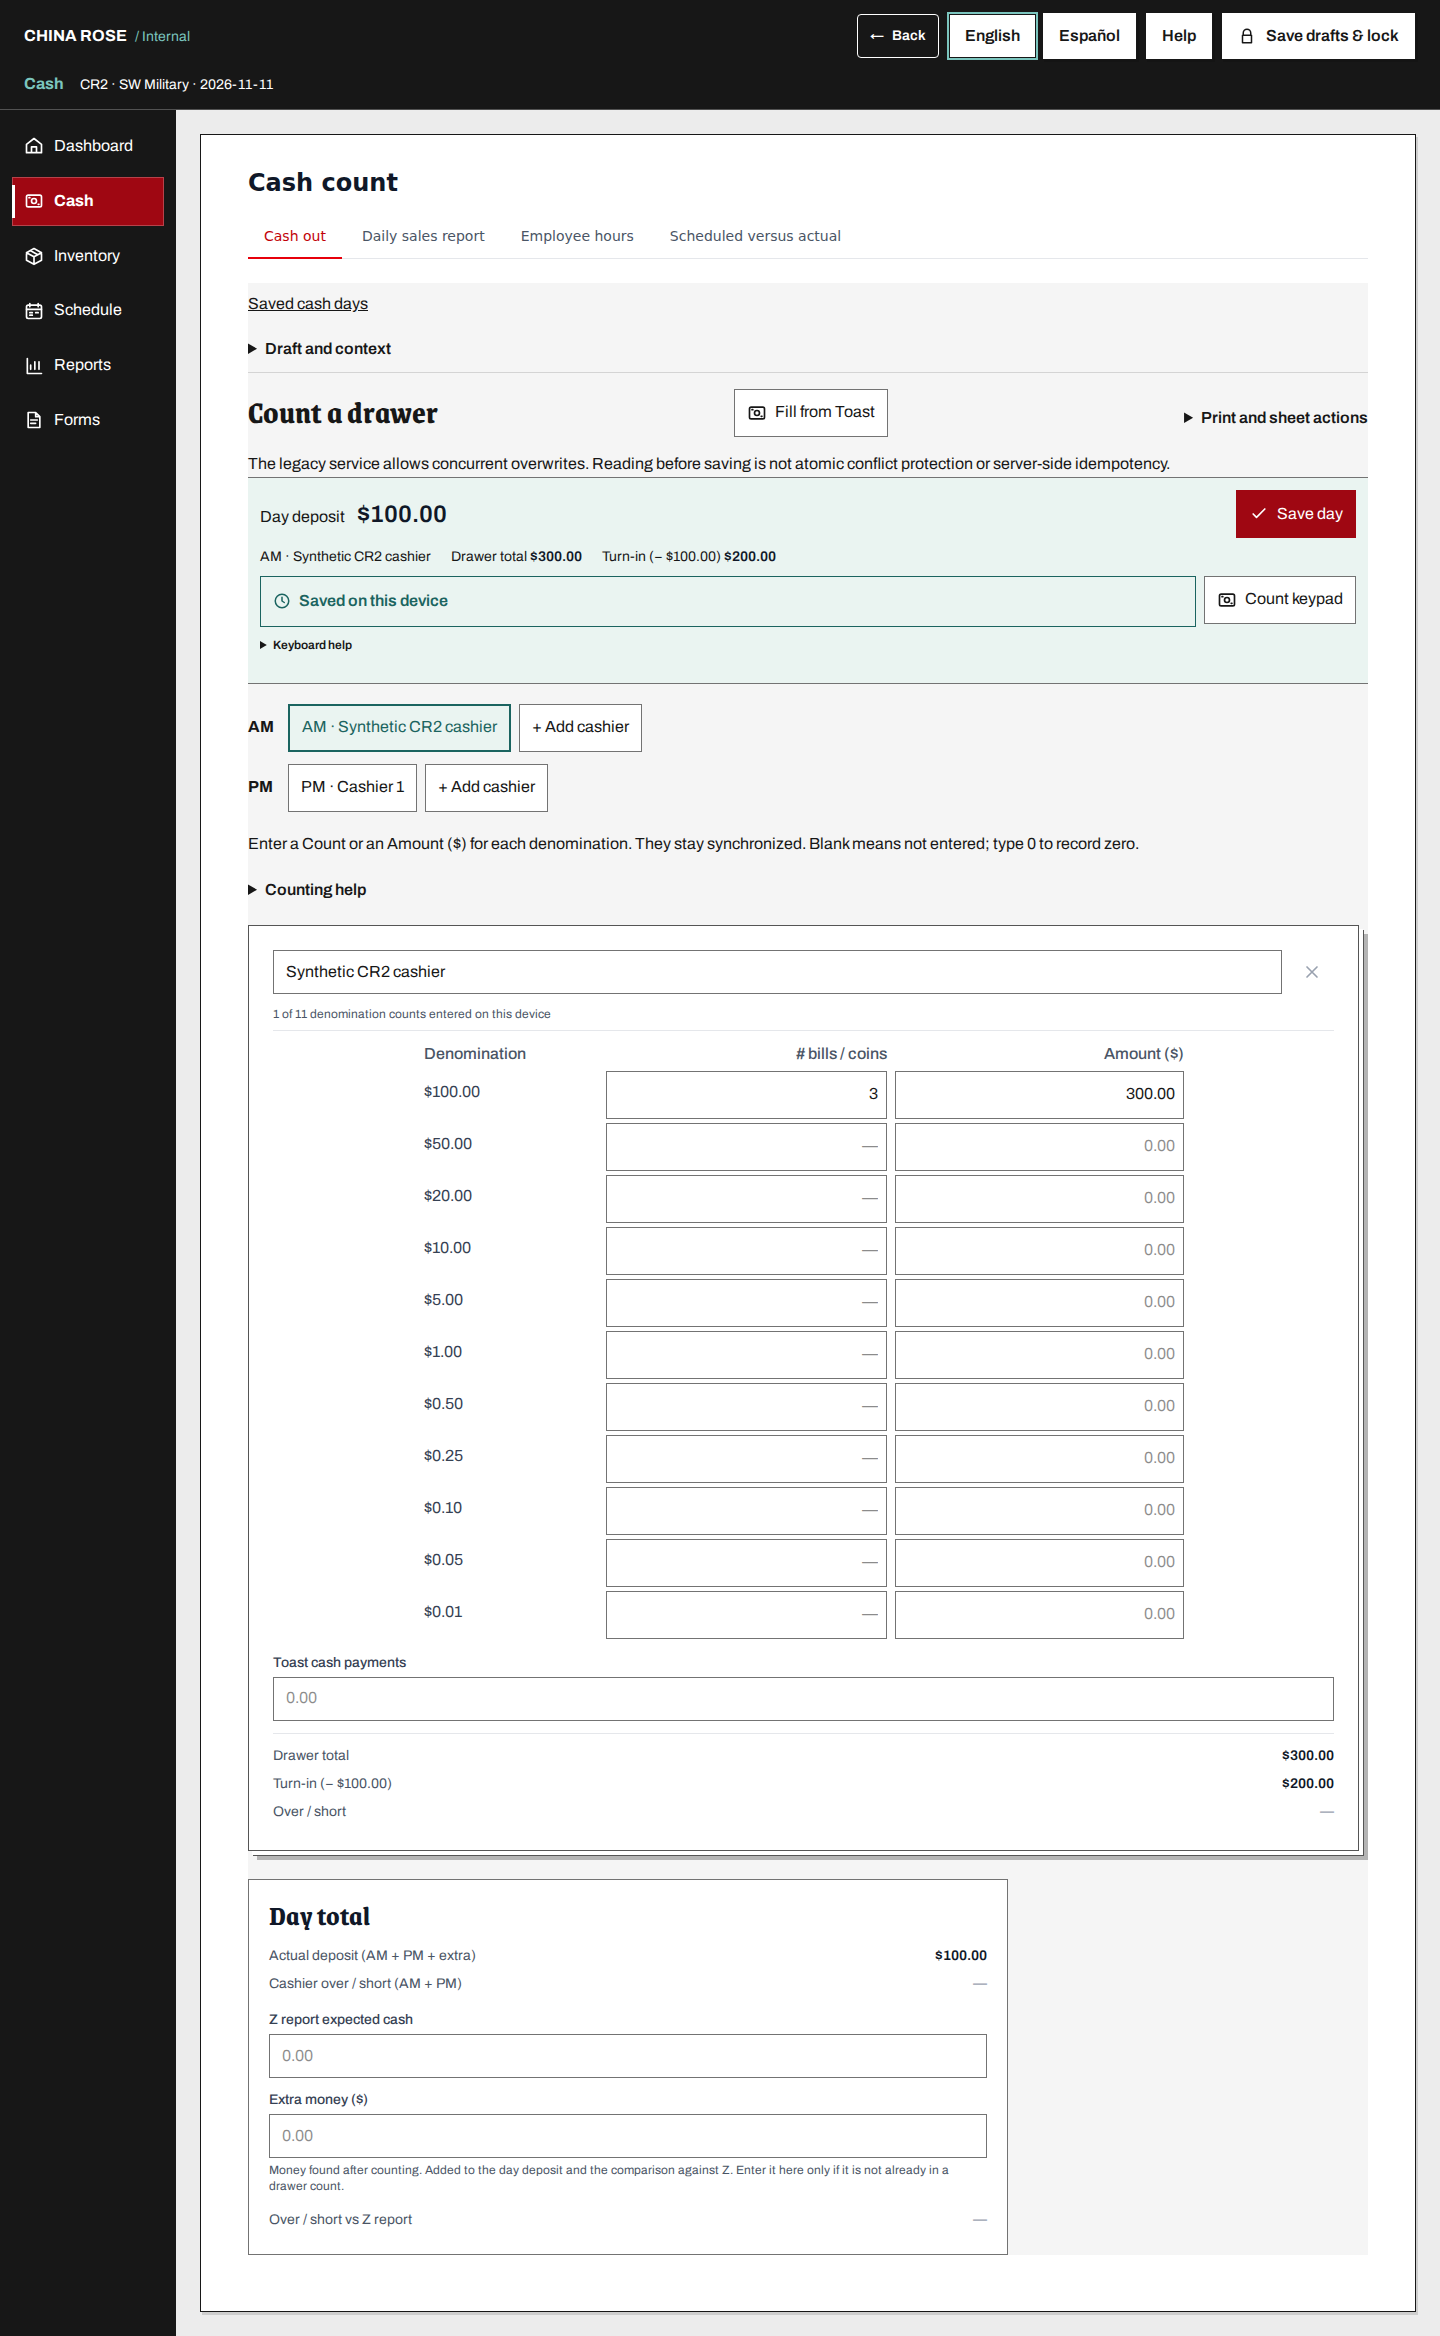 CHINA ROSE / Internal
← Back
English
Español
Help
Save drafts & lock
Cash CR2 · SW Military · 2026-11-11
Dashboard
Cash
Inventory
Schedule
Reports
Forms
Cash count
Cash out
Daily sales report
Employee hours
Scheduled versus actual
Saved cash days
Draft and context
Count a drawer
Fill from Toast
Print and sheet actions
The legacy service allows concurrent overwrites. Reading before saving is not atomic conflict protection or server-side idempotency.
Day deposit $100.00
Save day
AM · Synthetic CR2 cashier Drawer total $300.00 Turn-in (− $100.00) $200.00
Saved on this device
Count keypad
Keyboard help
AM AM · Synthetic CR2 cashier + Add cashier
PM PM · Cashier 1 + Add cashier
Enter a Count or an Amount ($) for each denomination. They stay synchronized. Blank means not entered; type 0 to record zero.
Counting help
Synthetic CR2 cashier
1 of 11 denomination counts entered on this device
Denomination # bills / coins Amount ($)
$100.00 3 300.00
$50.00 — 0.00
$20.00 — 0.00
$10.00 — 0.00
$5.00 — 0.00
$1.00 — 0.00
$0.50 — 0.00
$0.25 — 0.00
$0.10 — 0.00
$0.05 — 0.00
$0.01 — 0.00
Toast cash payments
0.00
Drawer total $300.00
Turn-in (− $100.00) $200.00
Over / short —
Day total
Actual deposit (AM + PM + extra) $100.00
Cashier over / short (AM + PM) —
Z report expected cash
0.00
Extra money ($)
0.00
Money found after counting. Added to the day deposit and the comparison against Z. Enter it here only if it is not already in a
drawer count.
Over / short vs Z report —